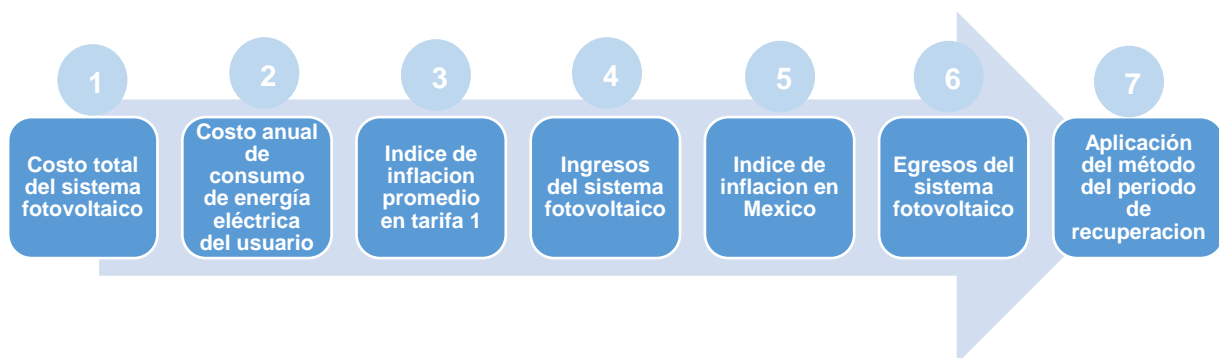 1
Costo total
del sistema
fotovoltaico
2
Costo anual
de
consumo
de energía
eléctrica
del usuario
3
Indice de
inflacion
promedio
en tarifa 1
4
Ingresos
del sistema
fotovoltaico
5
Indice de
inflacion en
Mexico
6
Egresos del
sistema
fotovoltaico
7
Aplicación
del método
del periodo
de
recuperacion